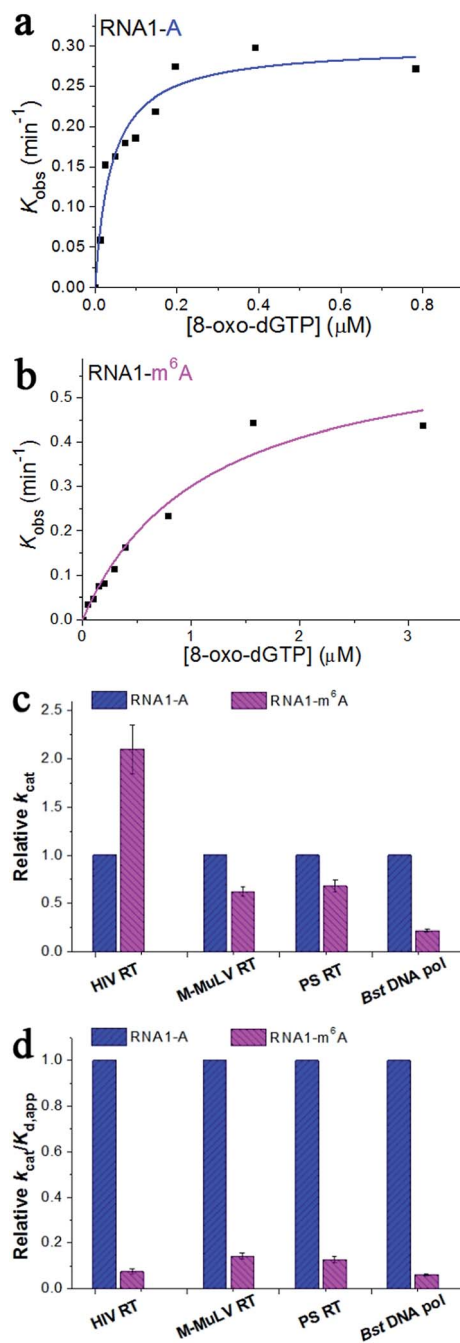 a
RNA1-A
K_obs (min⁻¹)
0.30
0.25
0.20
0.15
0.10
0.05
0.00
0.0 0.2 0.4 0.6 0.8
[8-oxo-dGTP] (μM)
b
RNA1-m⁶A
K_obs (min⁻¹)
0.5
0.4
0.3
0.2
0.1
0.0
0 1 2 3
[8-oxo-dGTP] (μM)
c
RNA1-A RNA1-m⁶A
Relative k_cat
2.5
2.0
1.5
1.0
0.5
0.0
HIV RT M-MuLV RT PS RT Bst DNA pol
d
RNA1-A RNA1-m⁶A
Relative k_cat/K_d,app
1.0
0.8
0.6
0.4
0.2
0.0
HIV RT M-MuLV RT PS RT Bst DNA pol